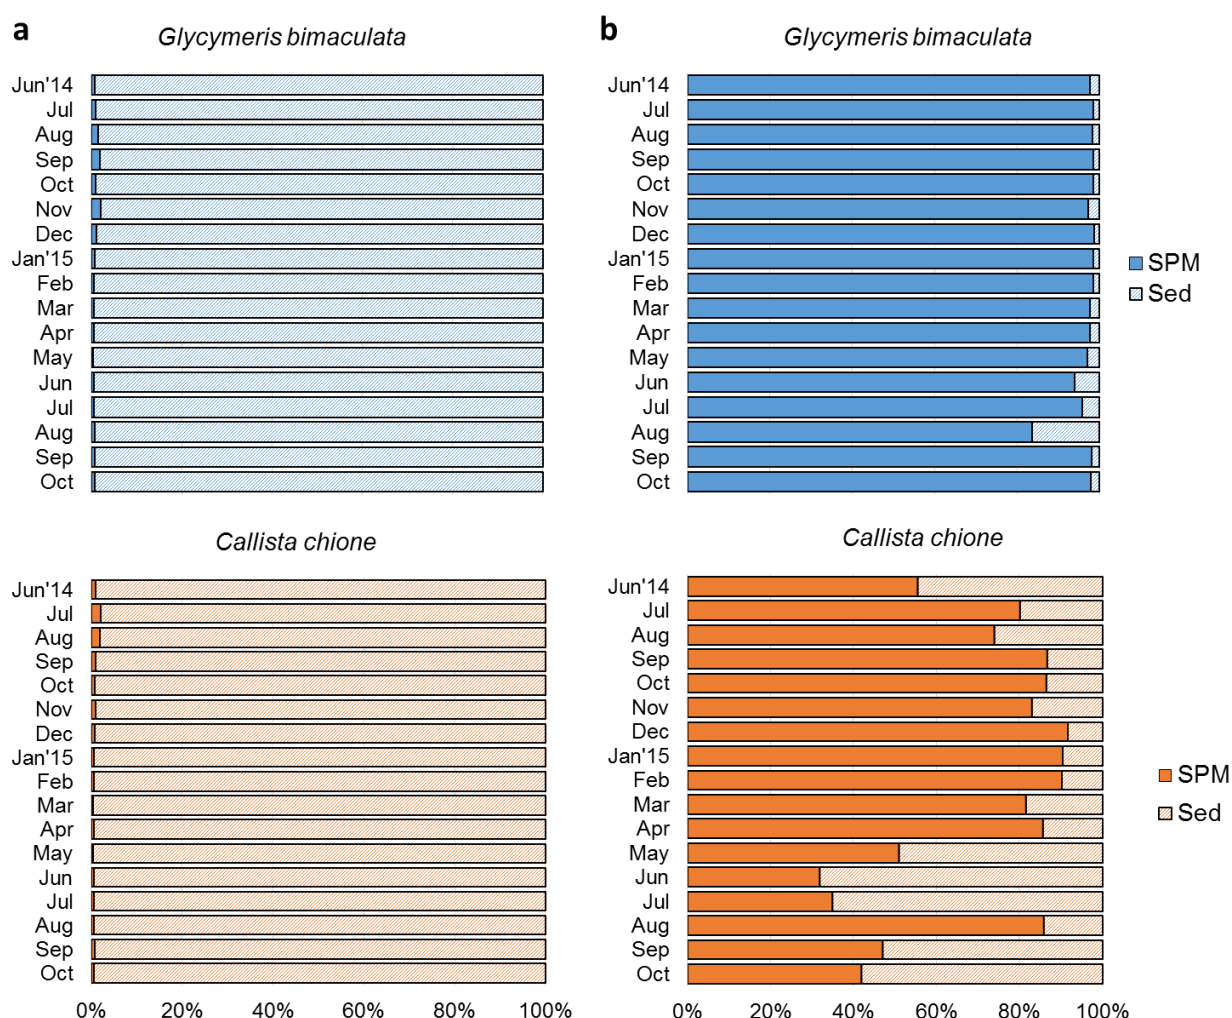 a
Glycymeris bimaculata
Jun'14
Jul
Aug
Sep
Oct
Nov
Dec
Jan'15
Feb
Mar
Apr
May
Jun
Jul
Aug
Sep
Oct
Callista chione
Jun'14
Jul
Aug
Sep
Oct
Nov
Dec
Jan'15
Feb
Mar
Apr
May
Jun
Jul
Aug
Sep
Oct
0% 20% 40% 60% 80% 100%
b
Glycymeris bimaculata
Jun'14
Jul
Aug
Sep
Oct
Nov
Dec
Jan'15
Feb
Mar
Apr
May
Jun
Jul
Aug
Sep
Oct
SPM
Sed
Callista chione
Jun'14
Jul
Aug
Sep
Oct
Nov
Dec
Jan'15
Feb
Mar
Apr
May
Jun
Jul
Aug
Sep
Oct
SPM
Sed
0% 20% 40% 60% 80% 100%